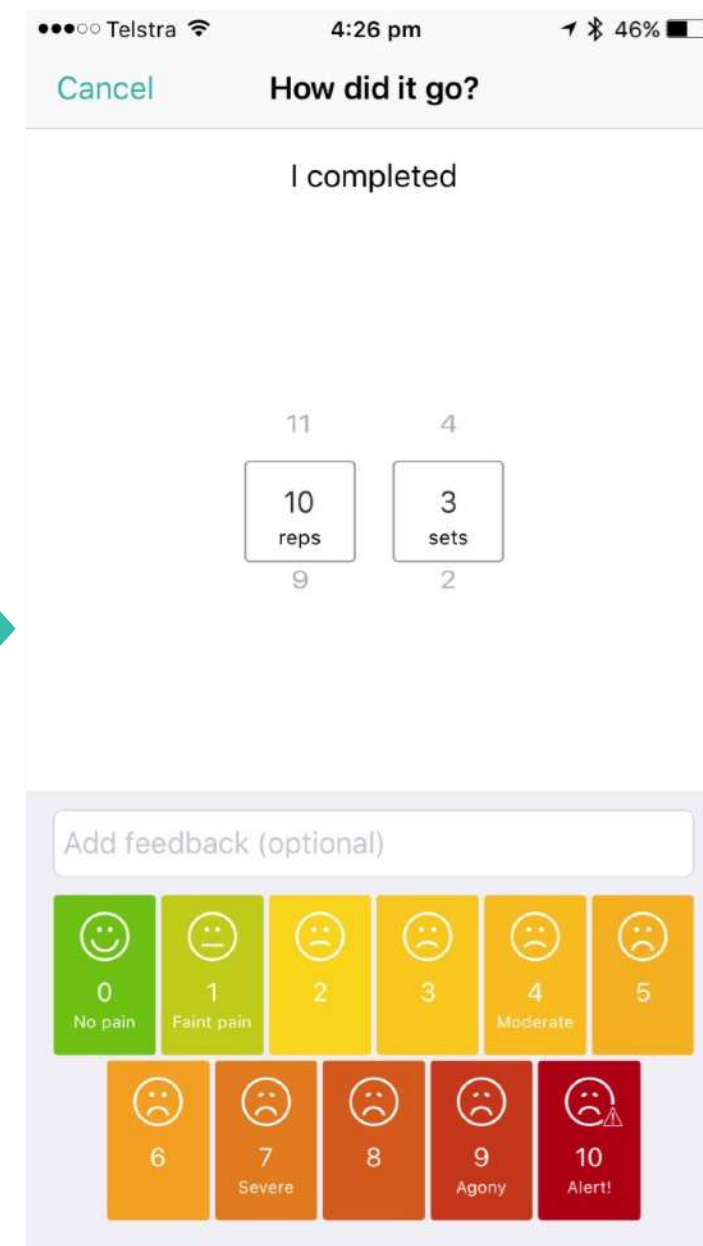 Telstra 4:26 pm 46%
Cancel How did it go?
I completed
11 4
10 3
reps sets
9 2
Add feedback (optional)
0 1 2 3 4 5
No pain Faint pain Moderate
6 7 8 9 10
Severe Agony Alert!